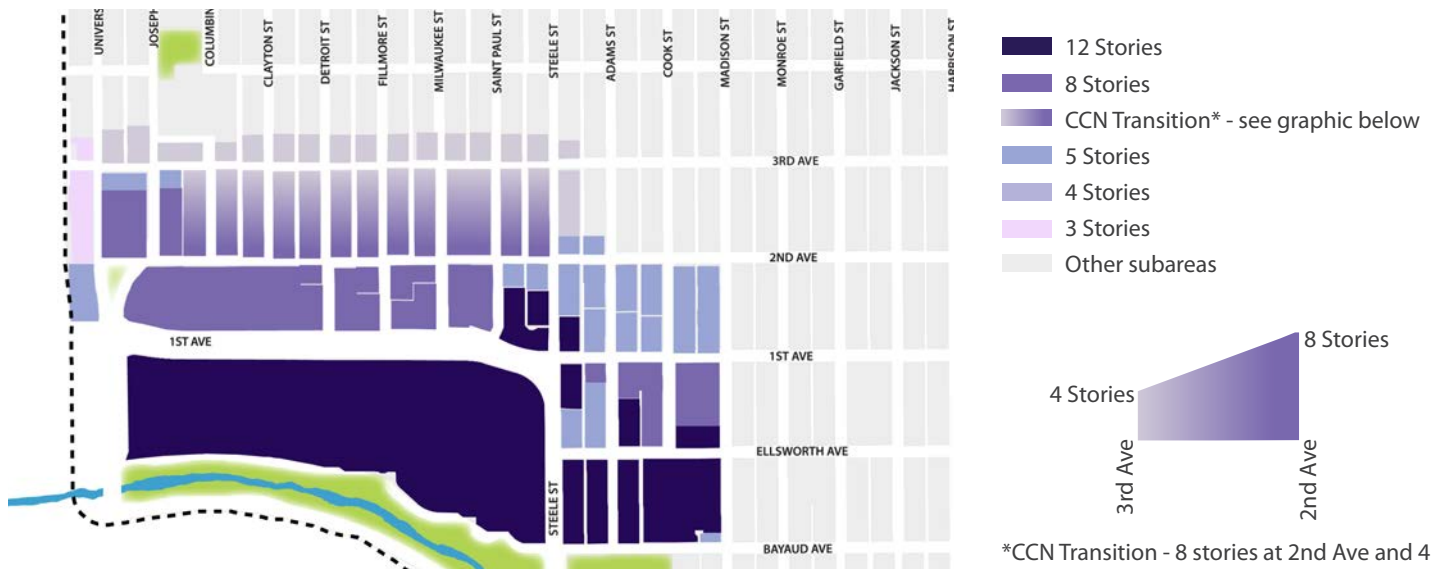 UNIVERS
JOSEPH
COLUMBIN
CLAYTON ST
DETROIT ST
FILLMORE ST
MILWAUKEE ST
SAINT PAUL ST
STEELE ST
ADAMS ST
COOK ST
MADISON ST
MONROE ST
GARFIELD ST
JACKSON ST
HARRISON ST
3RD AVE
2ND AVE
1ST AVE
1ST AVE
ELLSWORTH AVE
STEELE ST
BAYAUD AVE
12 Stories
8 Stories
CCN Transition* - see graphic below
5 Stories
4 Stories
3 Stories
Other subareas
8 Stories
4 Stories
3rd Ave
2nd Ave
*CCN Transition - 8 stories at 2nd Ave and 4